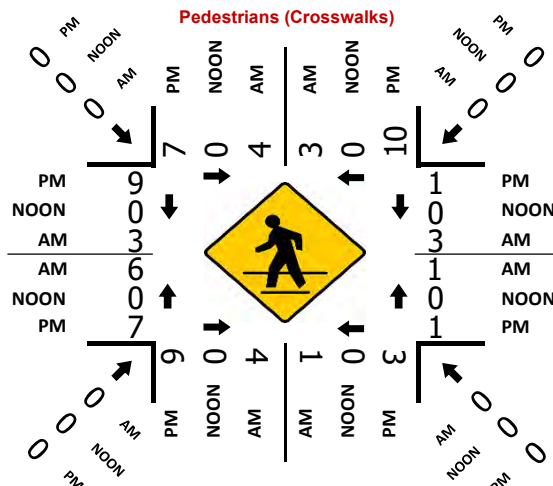 Pedestrians (Crosswalks)
PM NOON AM
0 0 0
PM NOON AM AM NOON PM
7 0 4 3 0 10
PM NOON AM
0 0 0
PM 9 1 PM
NOON 0 0 NOON
AM 3 3 AM
AM 6 1 AM
NOON 0 0 NOON
PM 7 1 PM
9 0 4 1 0 3
PM NOON AM AM NOON PM
0 0 0
AM NOON PM
0 0 0
AM NOON PM